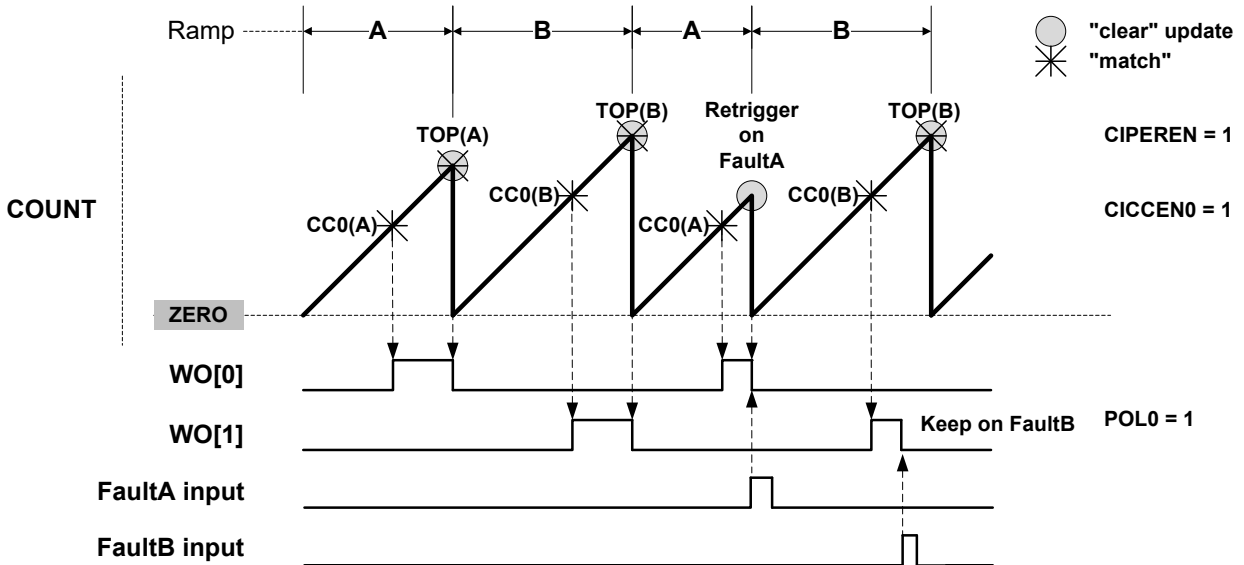 Ramp
A
B
A
B
"clear" update
"match"
TOP(A)
TOP(B)
Retrigger
on
FaultA
TOP(B)
CIPEREN = 1
COUNT
CC0(A)
CC0(B)
CC0(A)
CC0(B)
CICCEN0 = 1
ZERO
WO[0]
WO[1]
Keep on FaultB
POL0 = 1
FaultA input
FaultB input